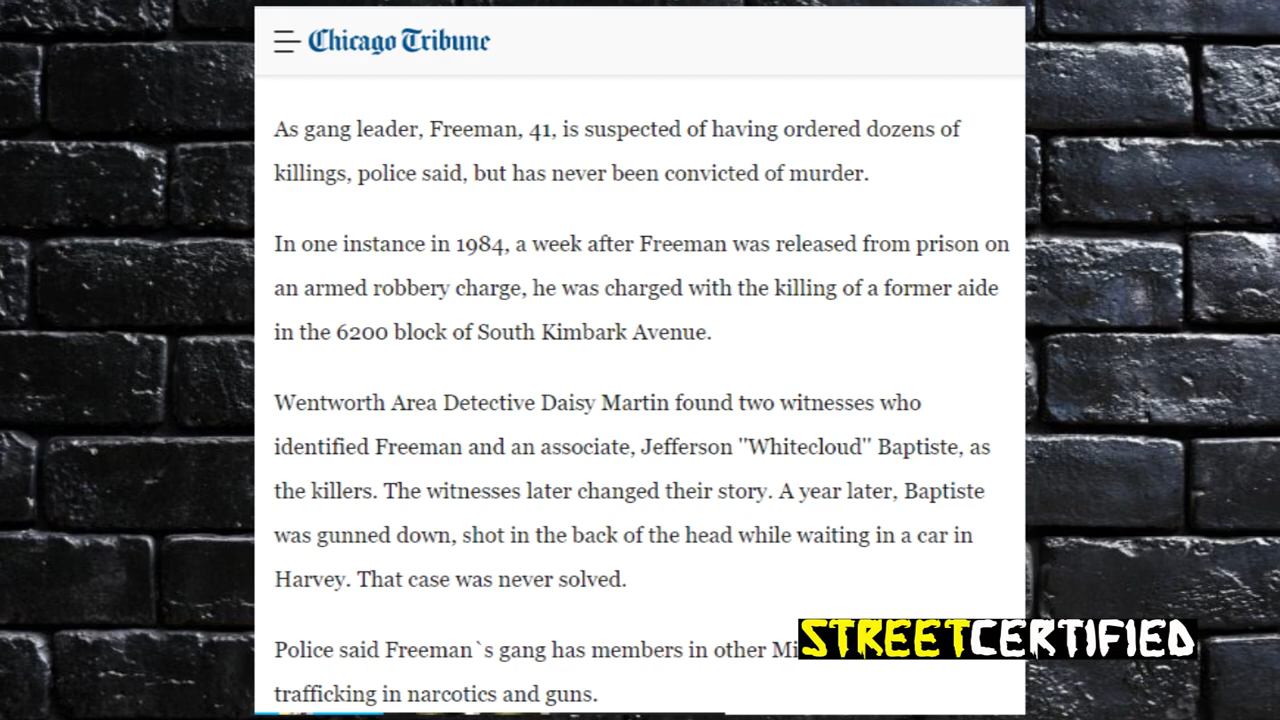 Chicago Tribune
As gang leader, Freeman, 41, is suspected of having ordered dozens of
killings, police said, but has never been convicted of murder.
In one instance in 1984, a week after Freeman was released from prison on
an armed robbery charge, he was charged with the killing of a former aide
in the 6200 block of South Kimbark Avenue.
Wentworth Area Detective Daisy Martin found two witnesses who
identified Freeman and an associate, Jefferson "Whitecloud" Baptiste, as
the killers. The witnesses later changed their story. A year later, Baptiste
was gunned down, shot in the back of the head while waiting in a car in
Harvey. That case was never solved.
Police said Freeman`s gang has members in other
trafficking in narcotics and guns.
STREETCERTIFIED